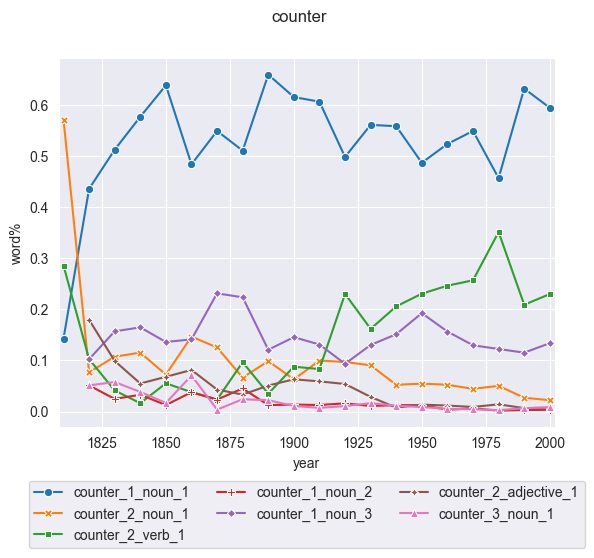 counter
0.6
0.5
0.4
0.3
0.2
0.1
0.0
word%
1825 1850 1875 1900 1925 1950 1975 2000
year
counter_1_noun_1 counter_1_noun_2 counter_2_adjective_1
counter_2_noun_1 counter_1_noun_3 counter_3_noun_1
counter_2_verb_1